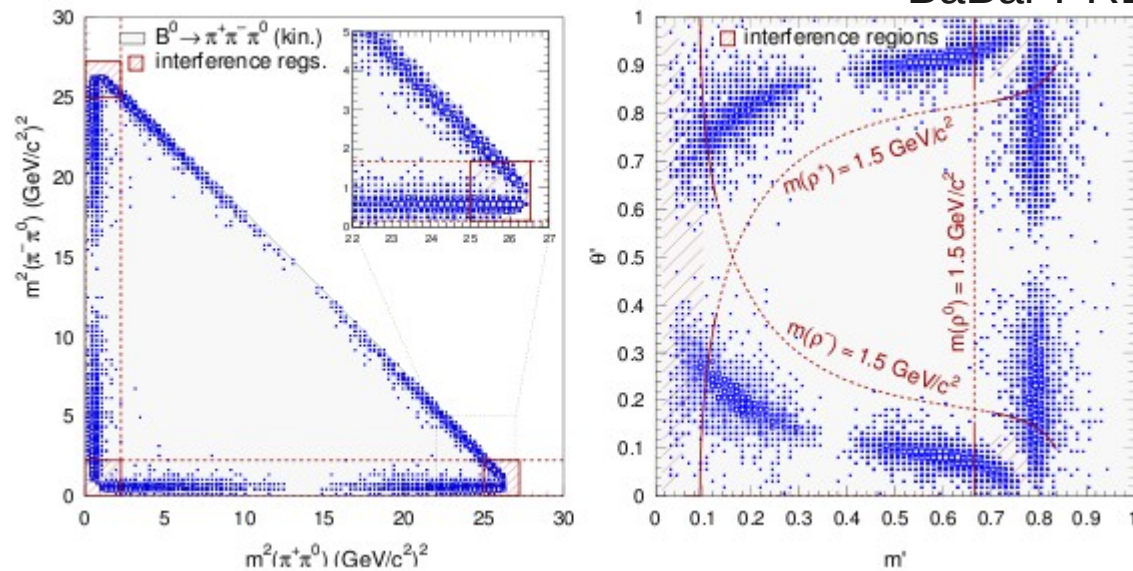 B⁰→π⁺π⁻π⁰ (kin.)
interference regs.
m²(π⁻π⁰) (GeV/c²)²
30
25
20
15
10
5
0
0 5 10 15 20 25 30
m²(π⁺π⁰) (GeV/c²)²
5
4
3
2
1
0
22 23 24 25 26 27
interference regions
θ'
1
0.9
0.8
0.7
0.6
0.5
0.4
0.3
0.2
0.1
0
0 0.1 0.2 0.3 0.4 0.5 0.6 0.7 0.8 0.9 1
m'
m(ρ⁺) = 1.5 GeV/c²
m(ρ⁻) = 1.5 GeV/c²
m(ρ⁰) = 1.5 GeV/c²